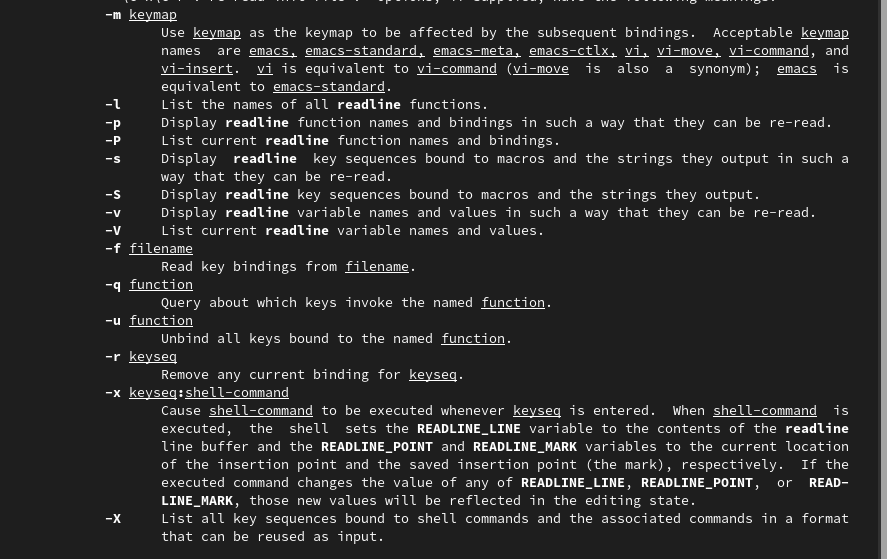 -m keymap
Use keymap as the keymap to be affected by the subsequent bindings.  Acceptable keymap
names  are emacs, emacs-standard, emacs-meta, emacs-ctlx, vi, vi-move, vi-command, and
vi-insert.  vi is equivalent to vi-command (vi-move  is  also  a  synonym);  emacs  is
equivalent to emacs-standard.
-l     List the names of all readline functions.
-p     Display readline function names and bindings in such a way that they can be re-read.
-P     List current readline function names and bindings.
-s     Display  readline  key sequences bound to macros and the strings they output in such a
way that they can be re-read.
-S     Display readline key sequences bound to macros and the strings they output.
-v     Display readline variable names and values in such a way that they can be re-read.
-V     List current readline variable names and values.
-f filename
Read key bindings from filename.
-q function
Query about which keys invoke the named function.
-u function
Unbind all keys bound to the named function.
-r keyseq
Remove any current binding for keyseq.
-x keyseq:shell-command
Cause shell-command to be executed whenever keyseq is entered.  When shell-command  is
executed,  the  shell  sets the READLINE_LINE variable to the contents of the readline
line buffer and the READLINE_POINT and READLINE_MARK variables to the current location
of the insertion point and the saved insertion point (the mark), respectively.  If the
executed command changes the value of any of READLINE_LINE, READLINE_POINT,  or  READ-
LINE_MARK, those new values will be reflected in the editing state.
-X     List all key sequences bound to shell commands and the associated commands in a format
that can be reused as input.